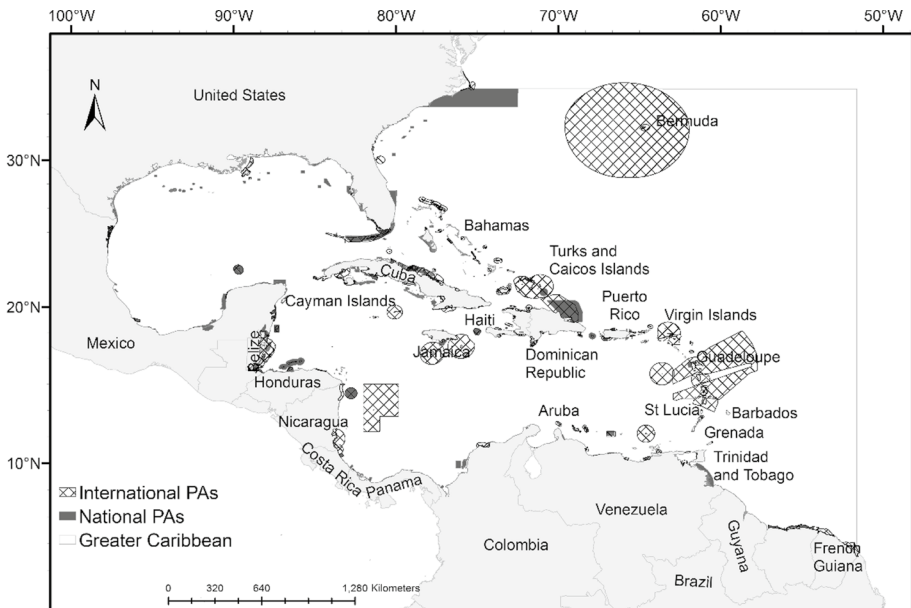 100°W 90°W 80°W 70°W 60°W 50°W
N
United States
Bermuda
30°N
Bahamas
Turks and
Caicos Islands
Cuba
20°N
Cayman Islands
Puerto
Rico
Haiti
Virgin Islands
Mexico
Belize
Jamaica
Dominican
Republic
Guadeloupe
Honduras
Aruba
St Lucia
Barbados
Nicaragua
Grenada
10°N
Costa Rica
Panama
Trinidad
and Tobago
International PAs
National PAs
Greater Caribbean
Venezuela
Colombia
Guyana
French
Guiana
Brazil
0 320 640 1,280 Kilometers